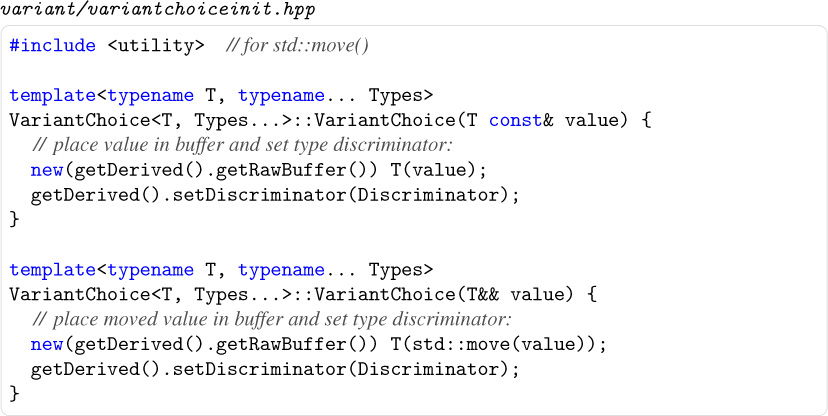 variant/variantchoiceinit.hpp
#include <utility>  // for std::move()
template<typename T, typename... Types>
VariantChoice<T, Types...>::VariantChoice(T const& value) {
  // place value in buffer and set type discriminator:
  new(getDerived().getRawBuffer()) T(value);
  getDerived().setDiscriminator(Discriminator);
}
template<typename T, typename... Types>
VariantChoice<T, Types...>::VariantChoice(T&& value) {
  // place moved value in buffer and set type discriminator:
  new(getDerived().getRawBuffer()) T(std::move(value));
  getDerived().setDiscriminator(Discriminator);
}